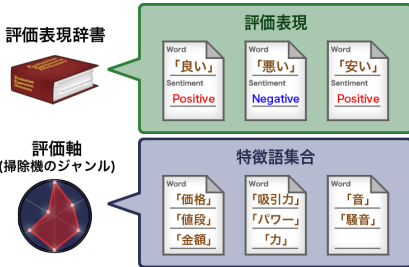 評価表現辞書
評価表現
Word
「良い」
Sentiment
Positive
Word
「悪い」
Sentiment
Negative
Word
「安い」
Sentiment
Positive
評価軸
(掃除機のジャンル)
特徴語集合
Word
「価格」
「値段」
「金額」
Word
「吸引力」
「パワー」
「力」
Word
「音」
「騒音」